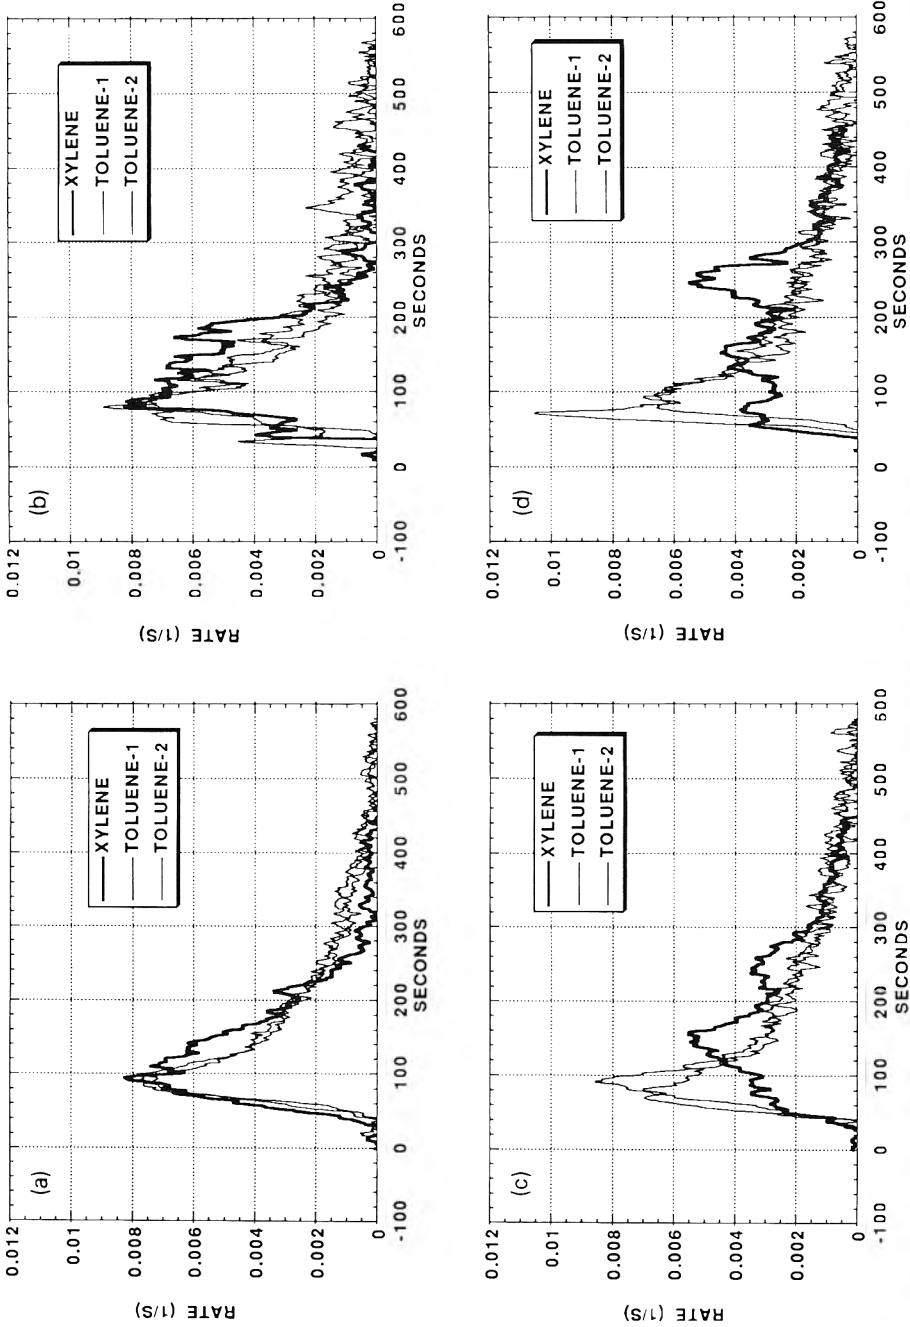 (a)
0.012
0.01
0.008
0.006
0.004
0.002
0
RATE (1/S)
XYLENE
TOLUENE-1
TOLUENE-2
-100 0 100 200 300 400 500 600
SECONDS
(b)
0.012
0.01
0.008
0.006
0.004
0.002
0
RATE (1/S)
XYLENE
TOLUENE-1
TOLUENE-2
-100 0 100 200 300 400 500 600
SECONDS
(c)
0.012
0.01
0.008
0.006
0.004
0.002
0
RATE (1/S)
XYLENE
TOLUENE-1
TOLUENE-2
-100 0 100 200 300 400 500 500
SECONDS
(d)
0.012
0.01
0.008
0.006
0.004
0.002
0
RATE (1/S)
XYLENE
TOLUENE-1
TOLUENE-2
-100 0 100 200 300 400 500 600
SECONDS